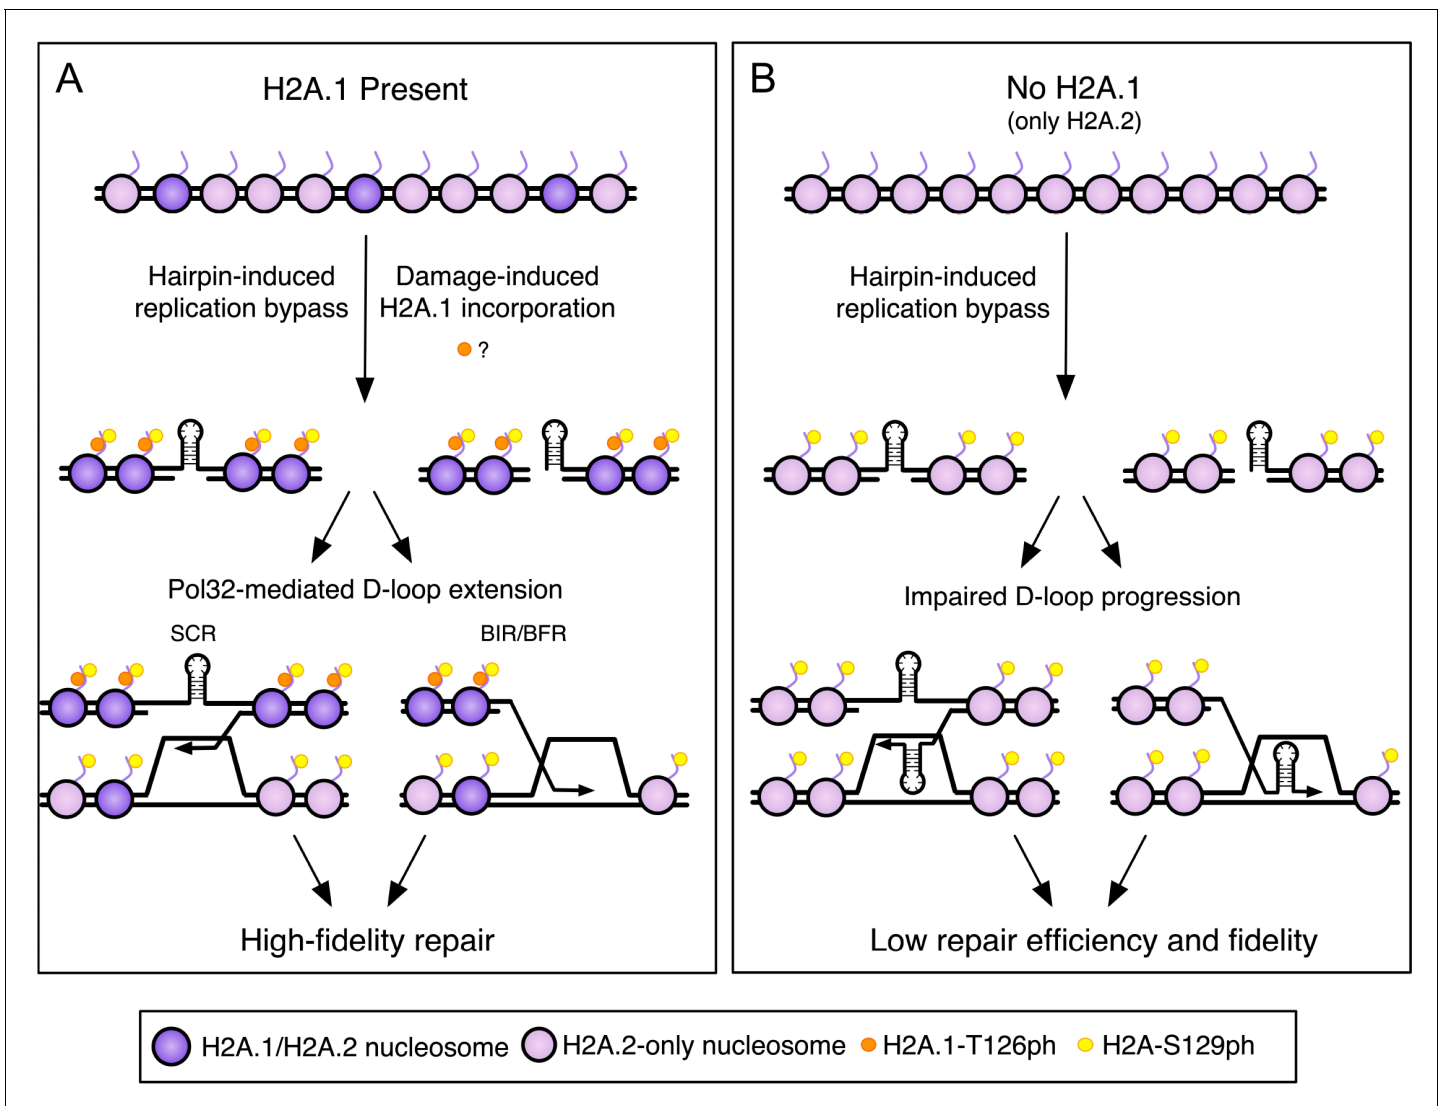 A
H2A.1 Present
Hairpin-induced
replication bypass
Damage-induced
H2A.1 incorporation
?
Pol32-mediated D-loop extension
SCR
BIR/BFR
High-fidelity repair
B
No H2A.1
(only H2A.2)
Hairpin-induced
replication bypass
Impaired D-loop progression
Low repair efficiency and fidelity
H2A.1/H2A.2 nucleosome
H2A.2-only nucleosome
H2A.1-T126ph
H2A-S129ph